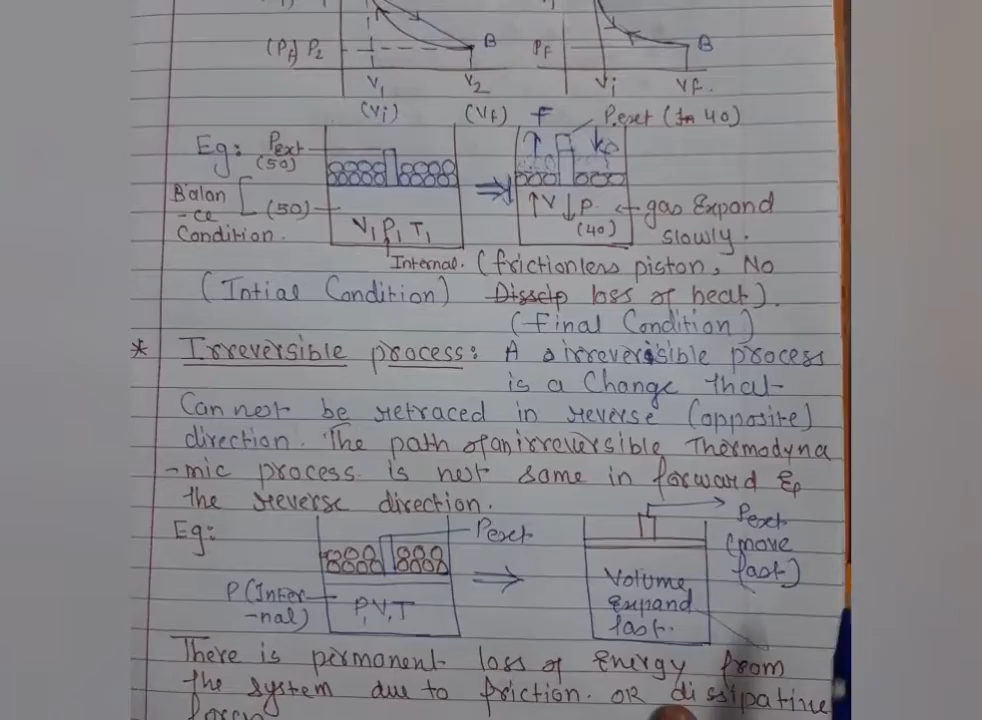 (Pf) P2 B Pf B
V1 V2 Vi Vf.
(Vi) (Vf) F Pext (In 40)
Eg: Pext
(50)
Balan
-ce (50)
Condition.
V1 P1 T1
↑V ↓P ← gas Expand
(40) slowly.
Internal. (frictionless piston, No
(Intial Condition) loss of heat).
(Final Condition)
* Irreversible process: A irreversible process
is a Change that
Can not be retraced in reverse (opposite)
direction. The path of an irreversible Thermodyna
-mic process is not same in forward &
the reverse direction.
Eg: Pext Pext
(move
fast)
P(Inter
-nal) P,V,T
Volume
Expand
fast.
There is permanent loss of Energy from
the system due to friction. OR dissipative